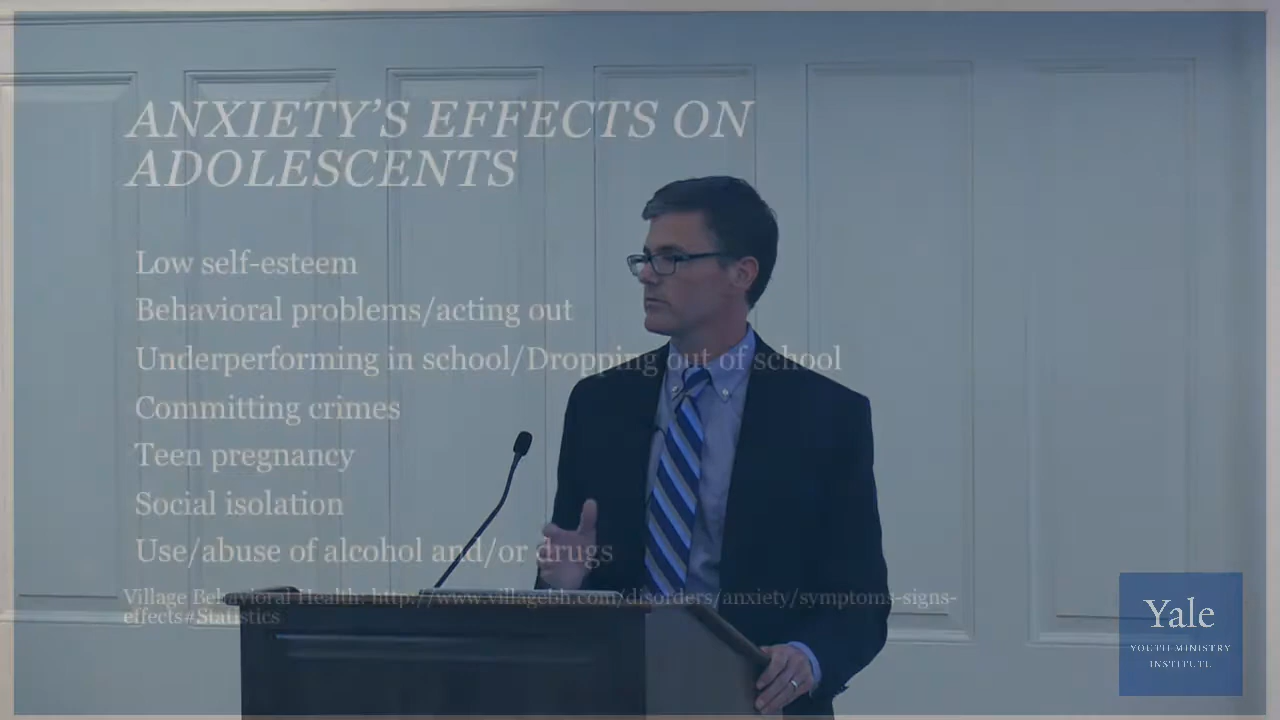 ANXIETY'S EFFECTS ON
ADOLESCENTS
Low self-esteem
Behavioral problems/acting out
Underperforming in school/Dropping out of school
Committing crimes
Teen pregnancy
Social isolation
Use/abuse of alcohol and/or drugs
Village Behavioral Health: http://www.villagebh.com/disorders/anxiety/symptoms-signs-
effects#Statistics
Yale
YOUTH MINISTRY
INSTITUTE